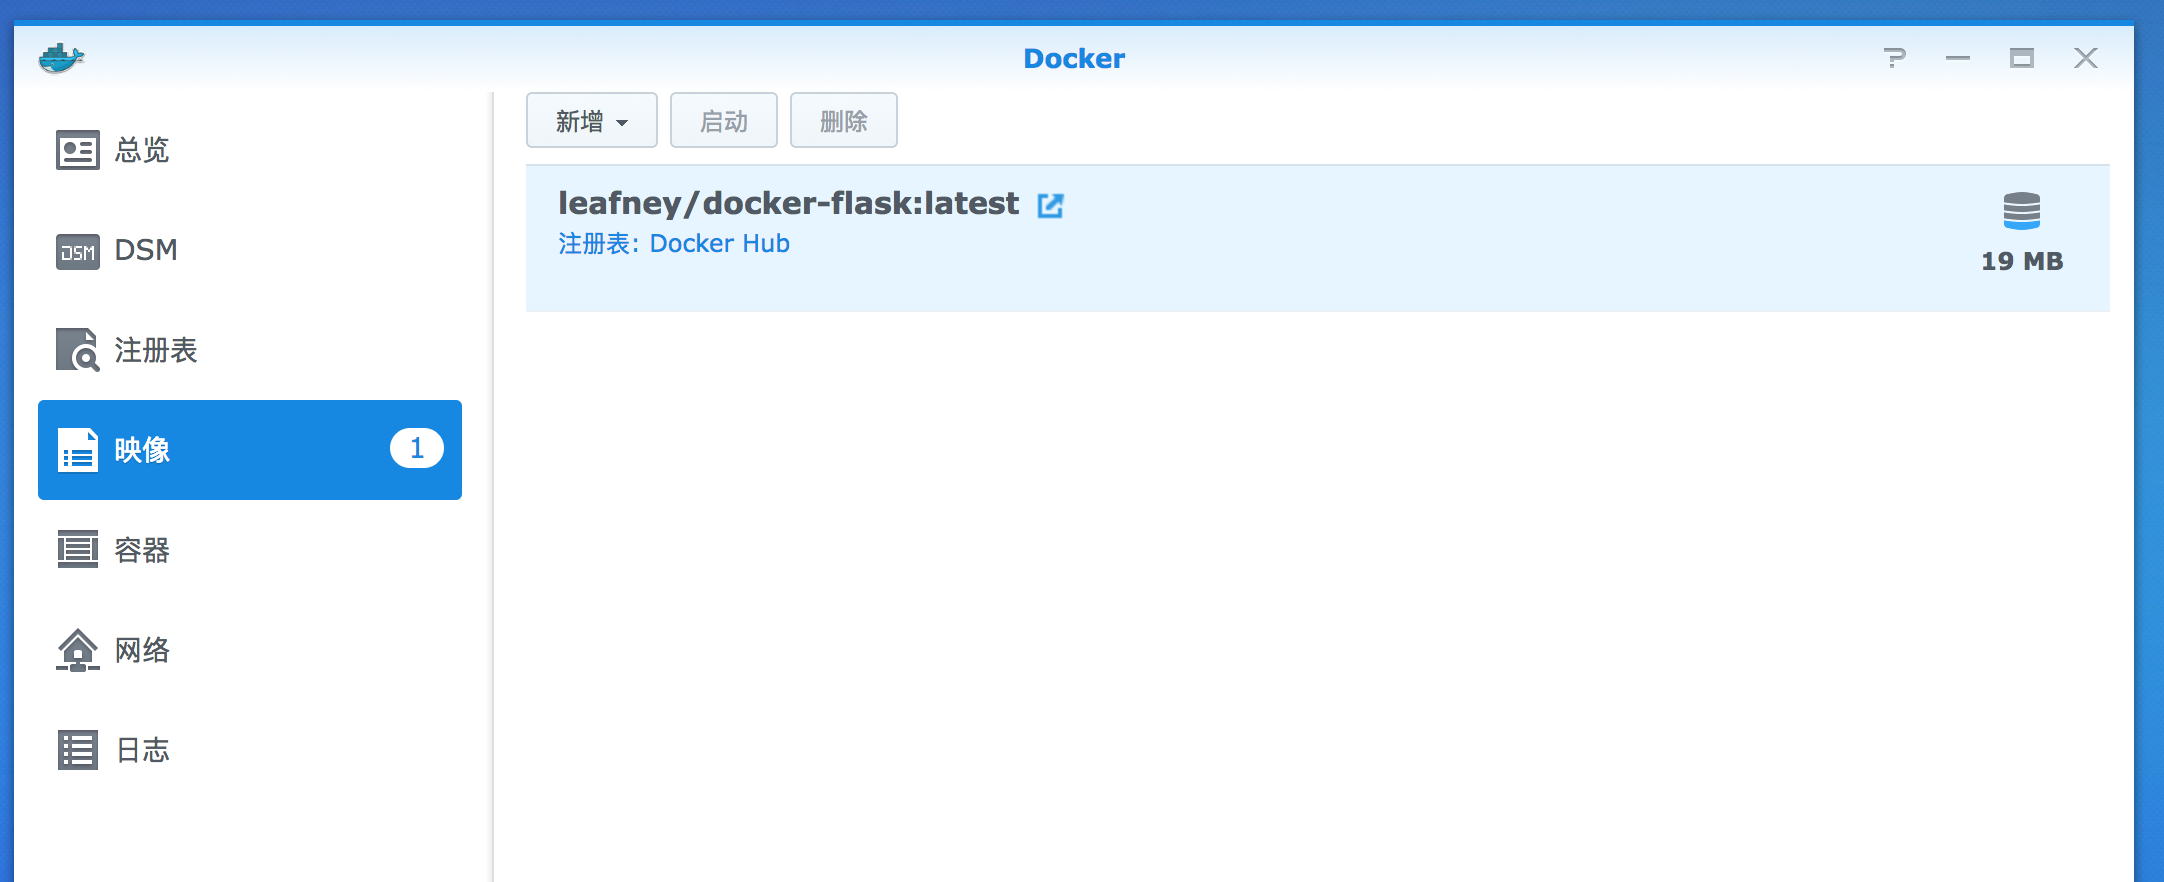 Docker
总览
DSM
DSM
注册表
映像
1
容器
网络
日志
新增
启动
删除
leafney/docker-flask:latest
注册表: Docker Hub
19 MB